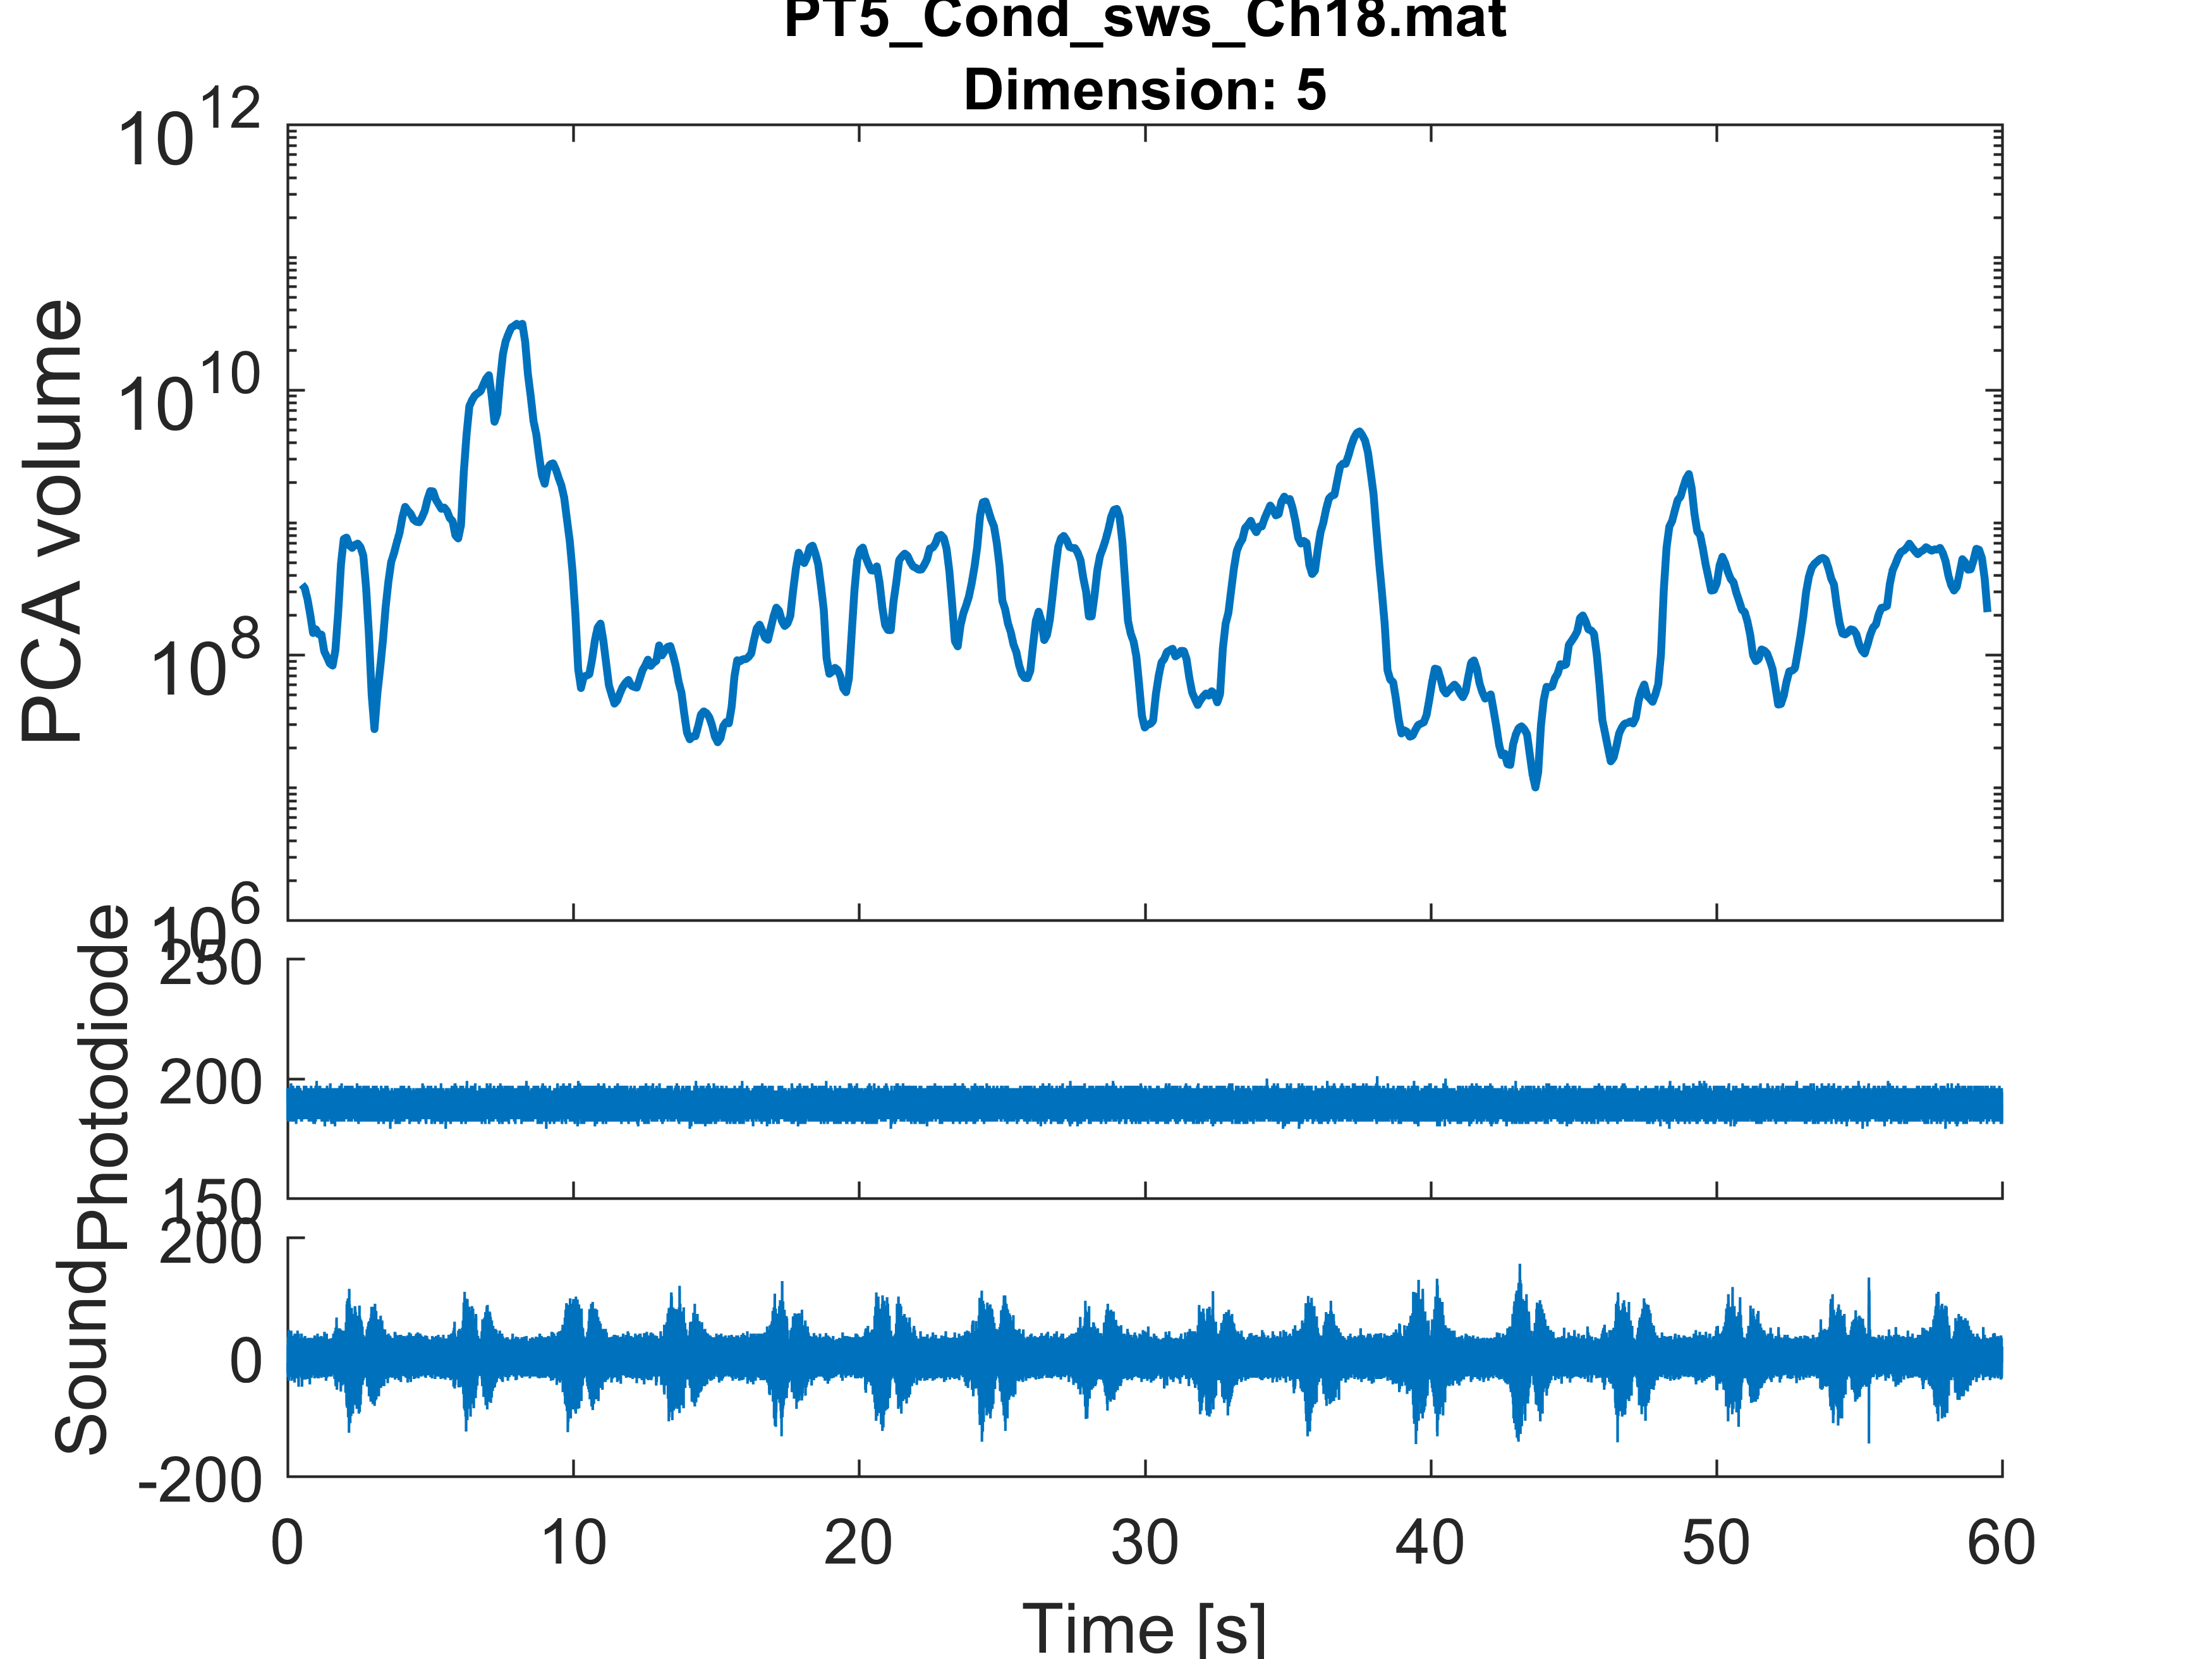 PT5_Cond_sws_Ch18.mat
Dimension: 5
PCA volume
10^12
10^10
10^8
10^6
Photodiode
250
200
150
Sound
200
0
-200
0 10 20 30 40 50 60
Time [s]